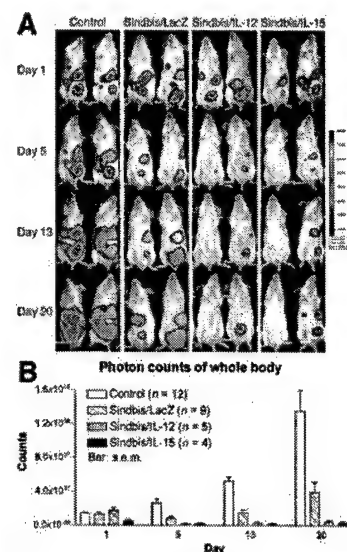 A
Control Sindbis/LacZ Sindbis/IL-12 Sindbis/IL-15
Day 1
Day 5
Day 13
Day 20
B
Photon counts of whole body
Control (n = 12)
Sindbis/LacZ (n = 9)
Sindbis/IL-12 (n = 5)
Sindbis/IL-15 (n = 4)
Bar: s.e.m.
Counts
1 5 13 20
Day